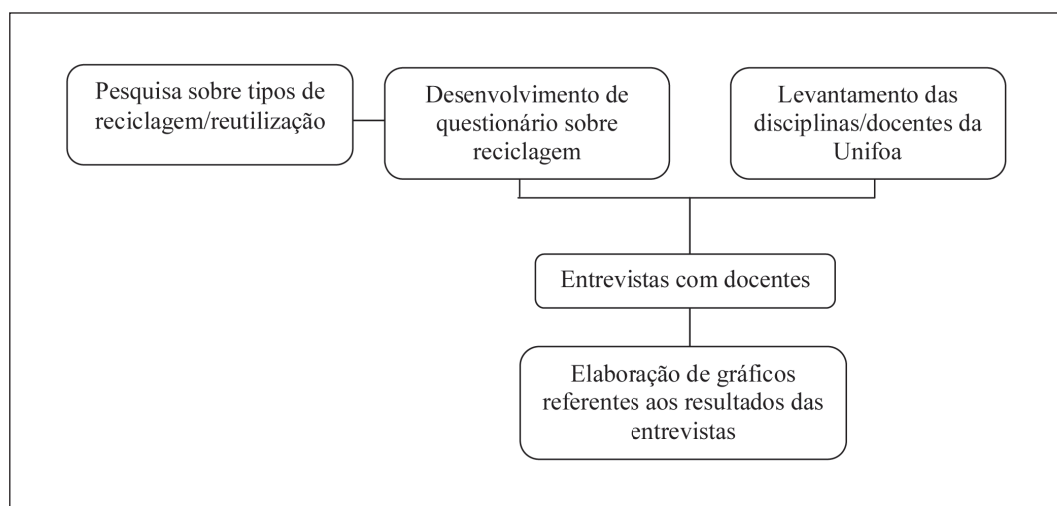 Pesquisa sobre tipos de
reciclagem/reutilização
Desenvolvimento de
questionário sobre
reciclagem
Levantamento das
disciplinas/docentes da
Unifoa
Entrevistas com docentes
Elaboração de gráficos
referentes aos resultados das
entrevistas